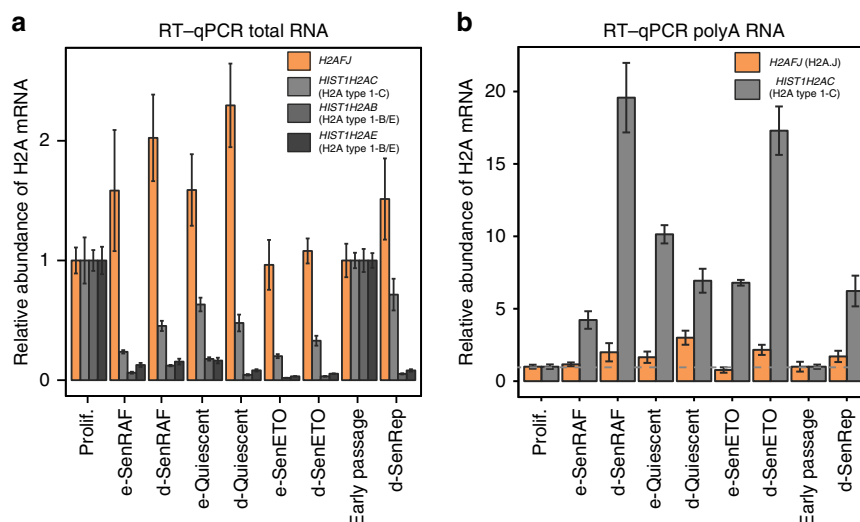 a
RT–qPCR total RNA
Relative abundance of H2A mRNA
2
1
0
H2AFJ
HIST1H2AC
(H2A type 1-C)
HIST1H2AB
(H2A type 1-B/E)
HIST1H2AE
(H2A type 1-B/E)
Prolif.
e-SenRAF
d-SenRAF
e-Quiescent
d-Quiescent
e-SenETO
d-SenETO
Early passage
d-SenRep
b
RT–qPCR polyA RNA
Relative abundance of H2A mRNA
20
15
10
5
0
H2AFJ (H2A.J)
HIST1H2AC
(H2A type 1-C)
Prolif.
e-SenRAF
d-SenRAF
e-Quiescent
d-Quiescent
e-SenETO
d-SenETO
Early passage
d-SenRep